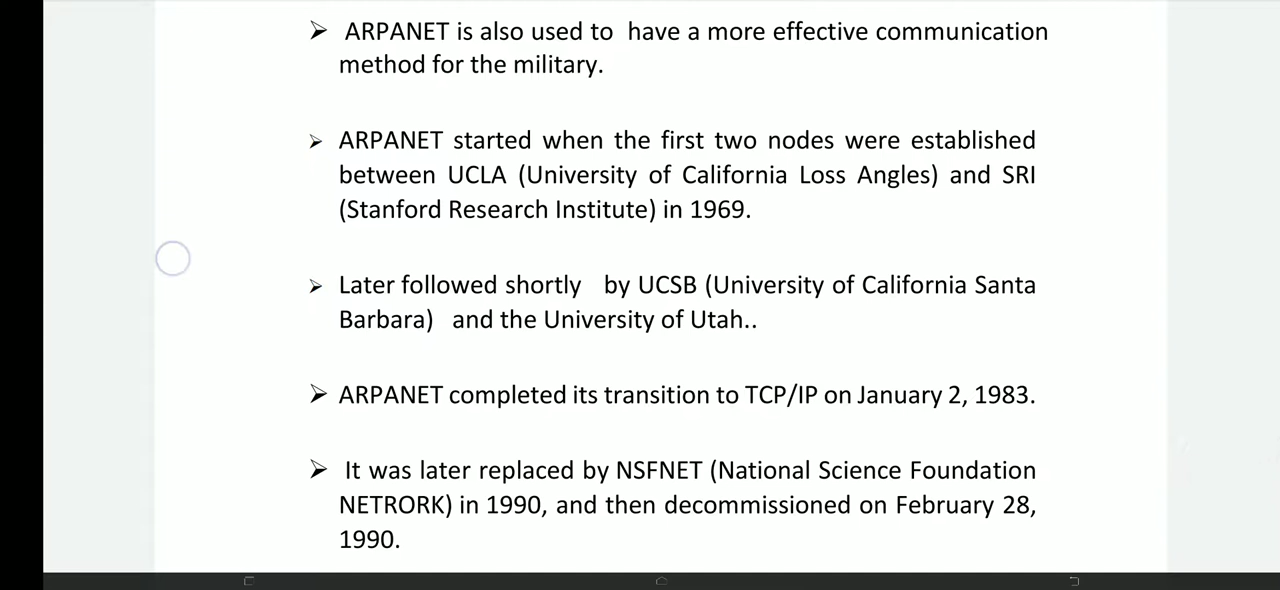 ➤ ARPANET is also used to have a more effective communication
method for the military.
➤ ARPANET started when the first two nodes were established
between UCLA (University of California Loss Angles) and SRI
(Stanford Research Institute) in 1969.
➤ Later followed shortly by UCSB (University of California Santa
Barbara) and the University of Utah..
➤ ARPANET completed its transition to TCP/IP on January 2, 1983.
➤ It was later replaced by NSFNET (National Science Foundation
NETRORK) in 1990, and then decommissioned on February 28,
1990.